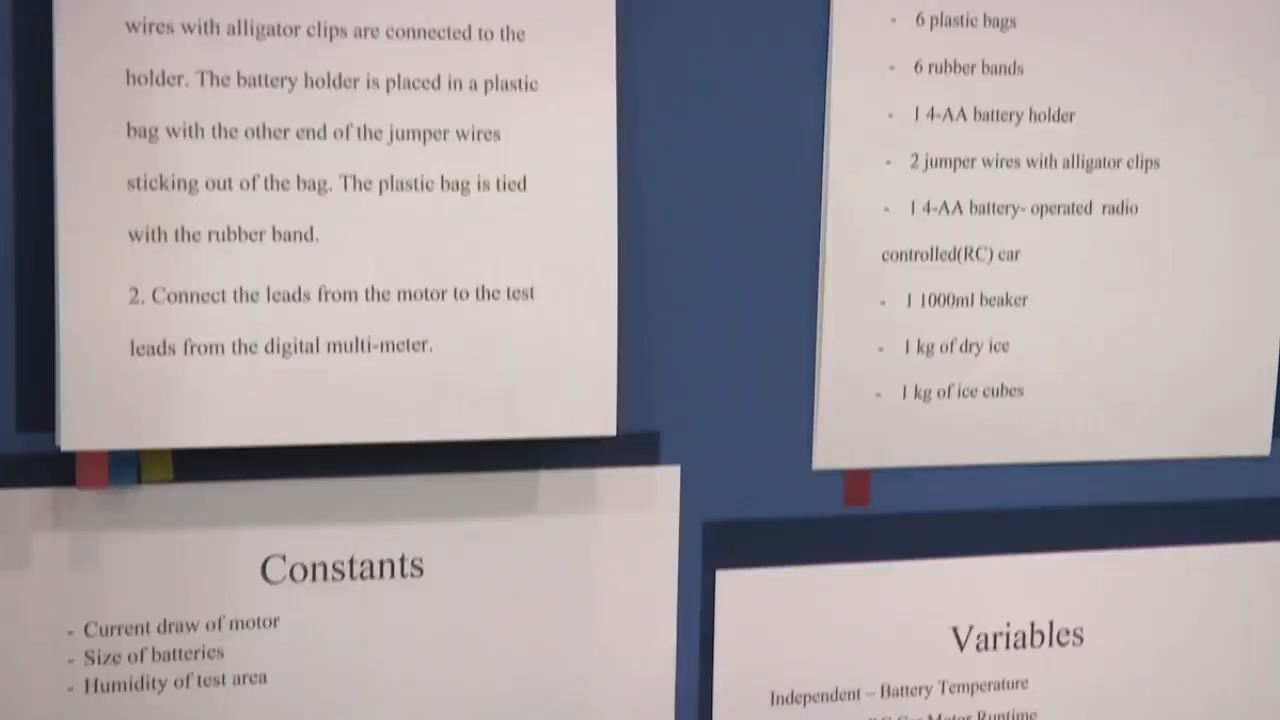 wires with alligator clips are connected to the
holder. The battery holder is placed in a plastic
bag with the other end of the jumper wires
sticking out of the bag. The plastic bag is tied
with the rubber band.
2. Connect the leads from the motor to the test
leads from the digital multi-meter.
- 6 plastic bags
- 6 rubber bands
- 1 4-AA battery holder
- 2 jumper wires with alligator clips
- 1 4-AA battery- operated radio
controlled(RC) car
- 1 1000ml beaker
- 1 kg of dry ice
- 1 kg of ice cubes
Constants
- Current draw of motor
- Size of batteries
- Humidity of test area
Variables
Independent – Battery Temperature
Motor Runtime